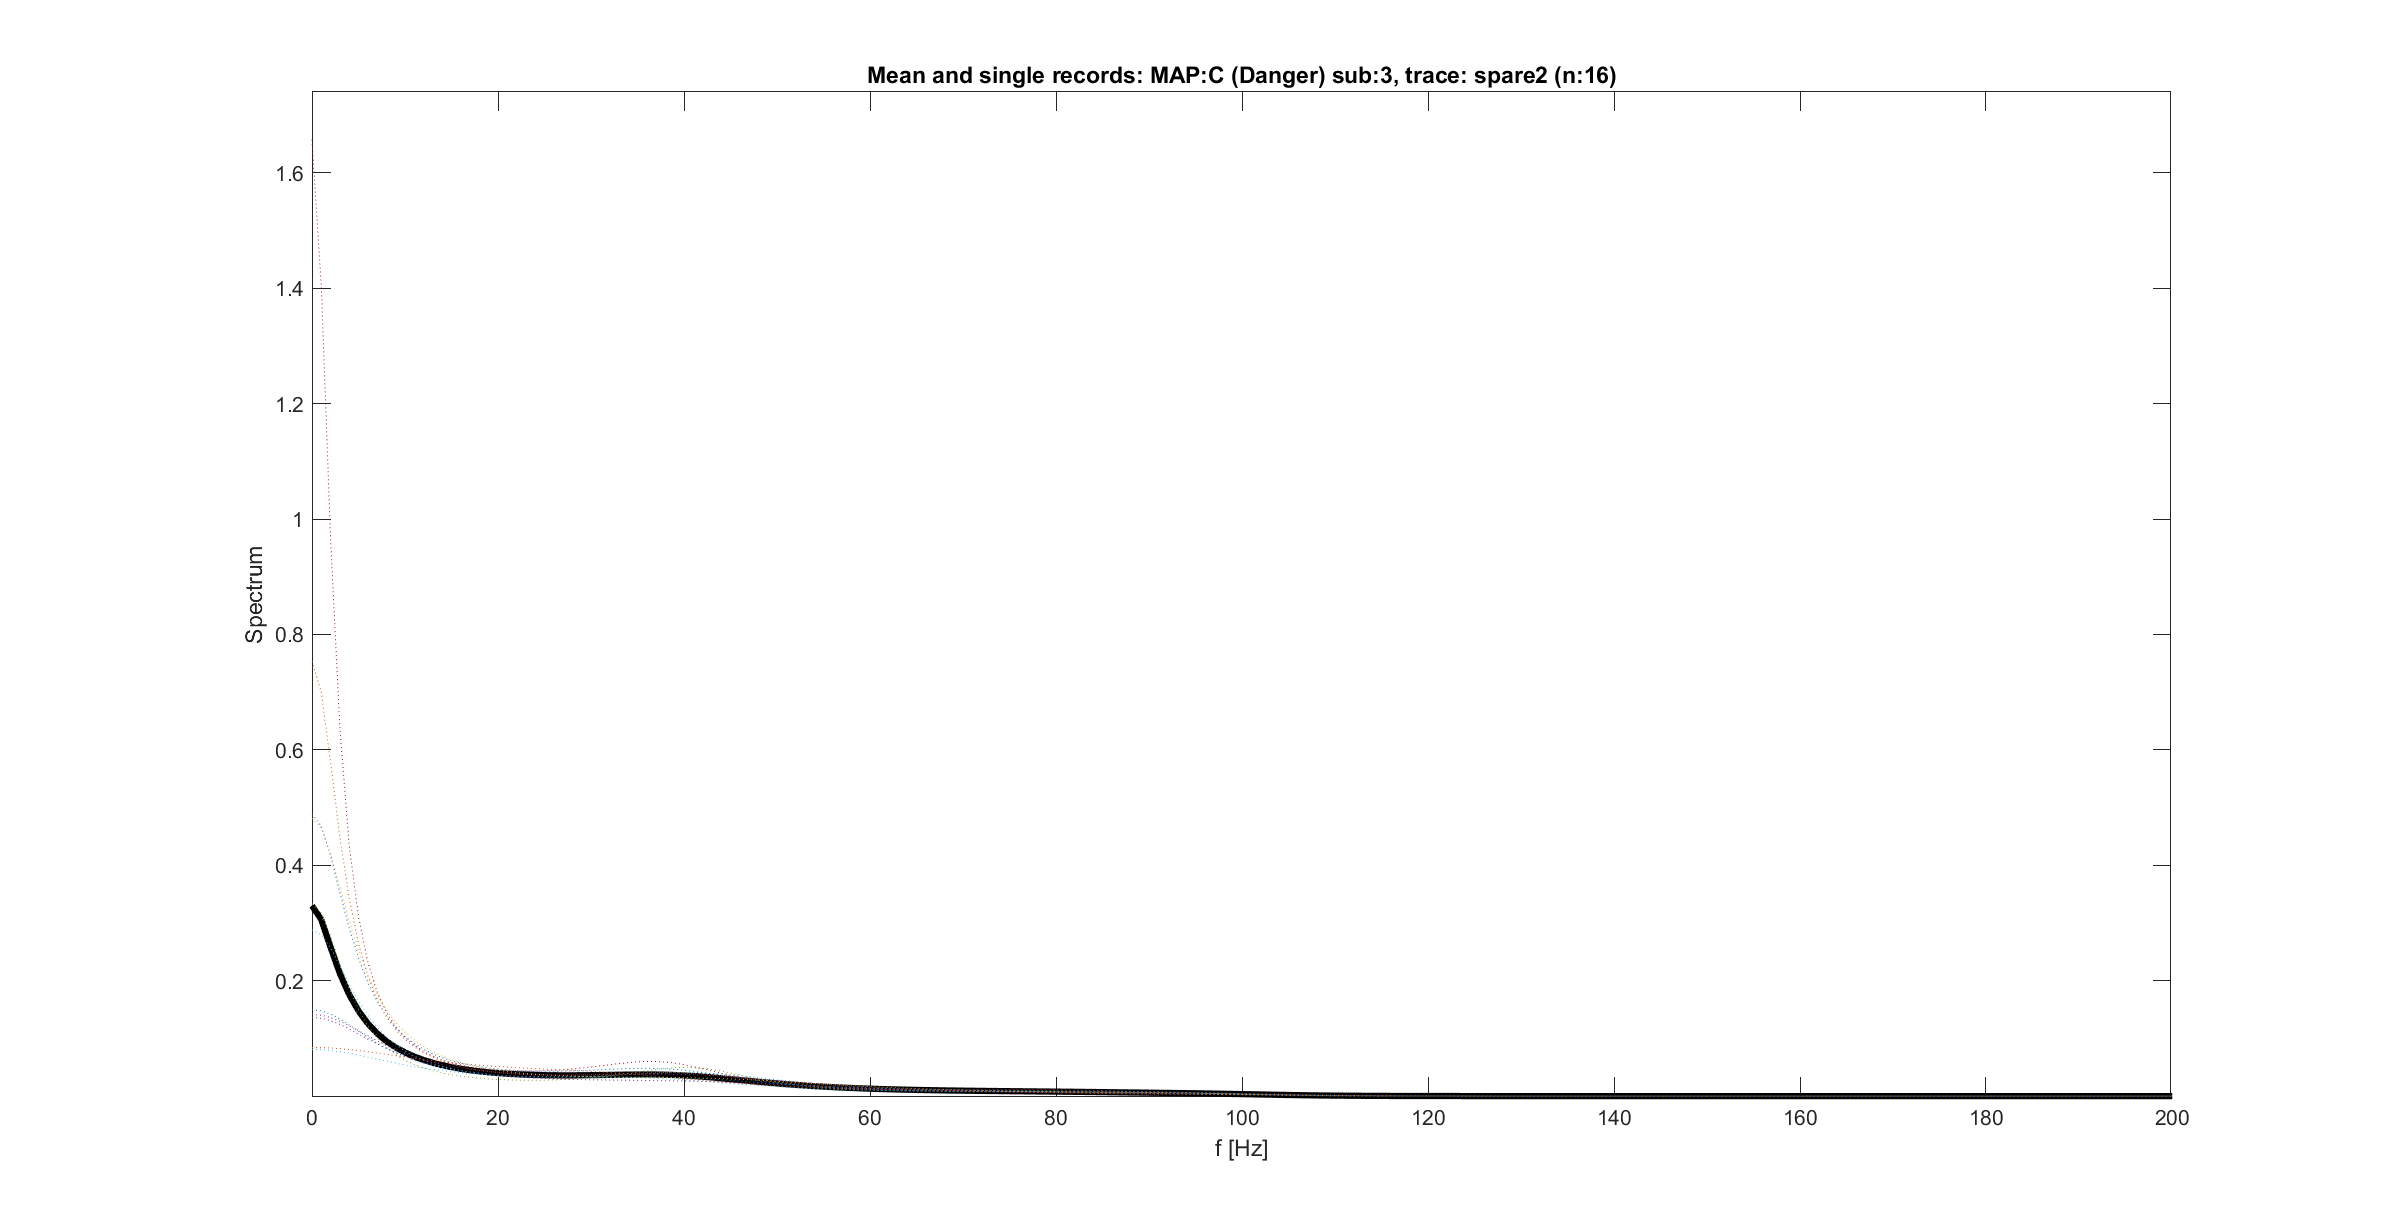 Mean and single records: MAP:C (Danger) sub:3, trace: spare2 (n:16)
1.6
1.4
1.2
1
0.8
0.6
0.4
0.2
Spectrum
0 20 40 60 80 100 120 140 160 180 200
f [Hz]